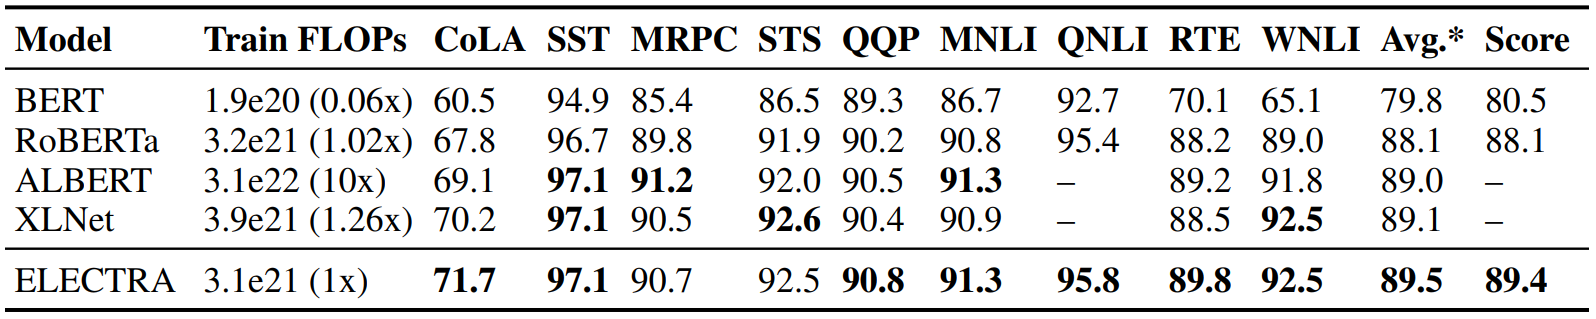 Model Train FLOPs CoLA SST MRPC STS QQP MNLI QNLI RTE WNLI Avg.* Score
BERT 1.9e20 (0.06x) 60.5 94.9 85.4 86.5 89.3 86.7 92.7 70.1 65.1 79.8 80.5
RoBERTa 3.2e21 (1.02x) 67.8 96.7 89.8 91.9 90.2 90.8 95.4 88.2 89.0 88.1 88.1
ALBERT 3.1e22 (10x) 69.1 97.1 91.2 92.0 90.5 91.3 – 89.2 91.8 89.0 –
XLNet 3.9e21 (1.26x) 70.2 97.1 90.5 92.6 90.4 90.9 – 88.5 92.5 89.1 –
ELECTRA 3.1e21 (1x) 71.7 97.1 90.7 92.5 90.8 91.3 95.8 89.8 92.5 89.5 89.4